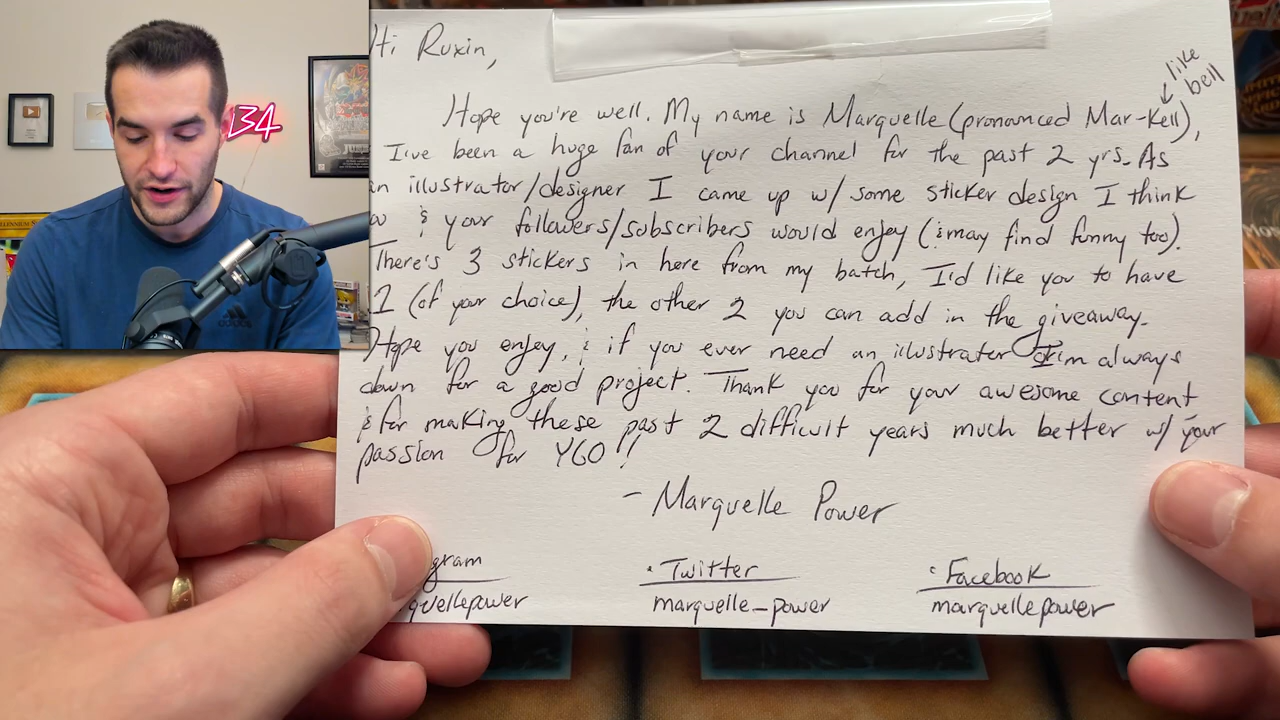 134
adidas
Hi Ruxin,
like
bell
Hope you're well. My name is Marquelle (pronounced Mar-Kell),
I've been a huge fan of your channel for the past 2 yrs. As
an illustrator/designer I came up w/ some sticker design I think
& your followers/subscribers would enjoy (& may find funny too).
There's 3 stickers in here from my batch, I'd like you to have
1 (of your choice), the other 2 you can add in the giveaway.
Hope you enjoy, & if you ever need an illustrator I'm always
down for a good project. Thank you for your awesome content
& for making these past 2 difficult years much better w/ your
passion for YGO!!
- Marquelle Power
gram
quellepower
• Twitter
marquelle_power
• Facebook
marquellepower